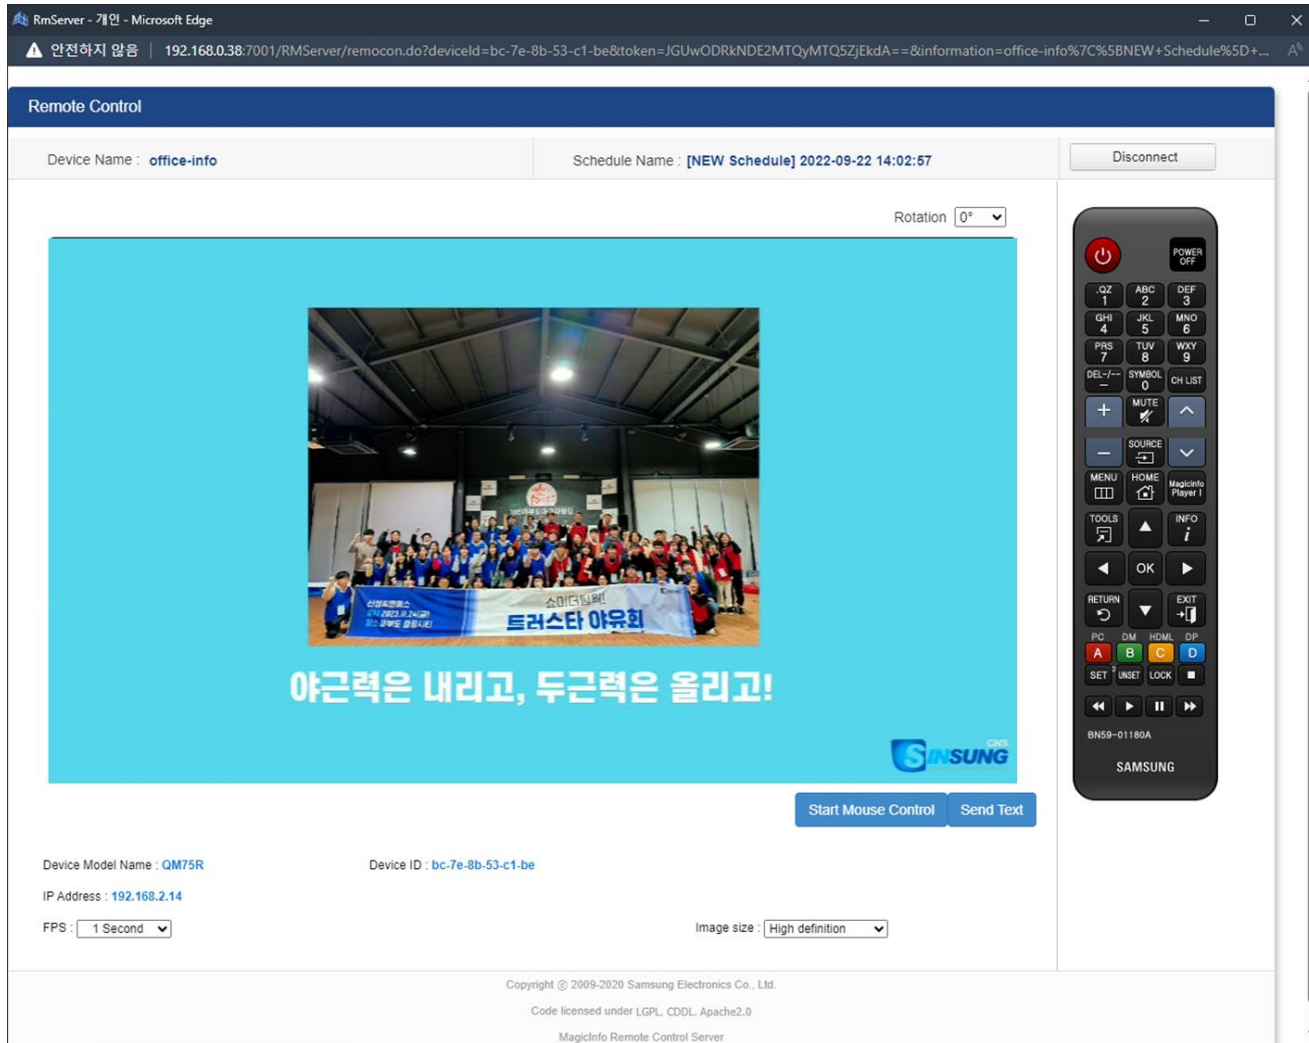 RmServer - 개인 - Microsoft Edge
안전하지 않음 | 192.168.0.38:7001/RMServer/remocon.do?deviceId=bc-7e-8b-53-c1-be&token=JGUwODRkNDE2MTQyMTQ5ZjEkdA==&information=office-info%7C%5BNEW+Schedule%5D+...
Remote Control
Device Name : office-info
Schedule Name : [NEW Schedule] 2022-09-22 14:02:57
Disconnect
Rotation 0°
쇼머더팀웍!
트러스타 야유회
야근력은 내리고, 두근력은 올리고!
SINSUNG CNS
Start Mouse Control
Send Text
POWER OFF
.QZ 1 ABC 2 DEF 3
GHI 4 JKL 5 MNO 6
PRS 7 TUV 8 WXY 9
DEL-/-- – SYMBOL 0 CH LIST
+ MUTE
– SOURCE
MENU HOME MagicInfo Player I
TOOLS INFO i
OK
RETURN EXIT
PC DM HDML DP
A B C D
SET UNSET LOCK
BN59-01180A
SAMSUNG
Device Model Name : QM75R
Device ID : bc-7e-8b-53-c1-be
IP Address : 192.168.2.14
FPS : 1 Second
Image size : High definition
Copyright ⓒ 2009-2020 Samsung Electronics Co., Ltd.
Code licensed under LGPL, CDDL, Apache2.0
MagicInfo Remote Control Server